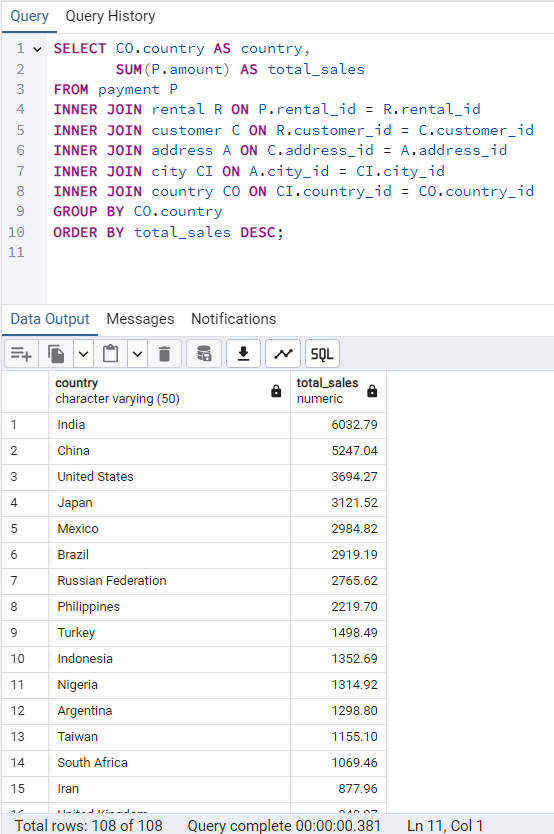 Query Query History
1 SELECT CO.country AS country,
2 SUM(P.amount) AS total_sales
3 FROM payment P
4 INNER JOIN rental R ON P.rental_id = R.rental_id
5 INNER JOIN customer C ON R.customer_id = C.customer_id
6 INNER JOIN address A ON C.address_id = A.address_id
7 INNER JOIN city CI ON A.city_id = CI.city_id
8 INNER JOIN country CO ON CI.country_id = CO.country_id
9 GROUP BY CO.country
10 ORDER BY total_sales DESC;
11
Data Output Messages Notifications
SQL
country total_sales
character varying (50) numeric
1 India 6032.79
2 China 5247.04
3 United States 3694.27
4 Japan 3121.52
5 Mexico 2984.82
6 Brazil 2919.19
7 Russian Federation 2765.62
8 Philippines 2219.70
9 Turkey 1498.49
10 Indonesia 1352.69
11 Nigeria 1314.92
12 Argentina 1298.80
13 Taiwan 1155.10
14 South Africa 1069.46
15 Iran 877.96
Total rows: 108 of 108 Query complete 00:00:00.381 Ln 11, Col 1